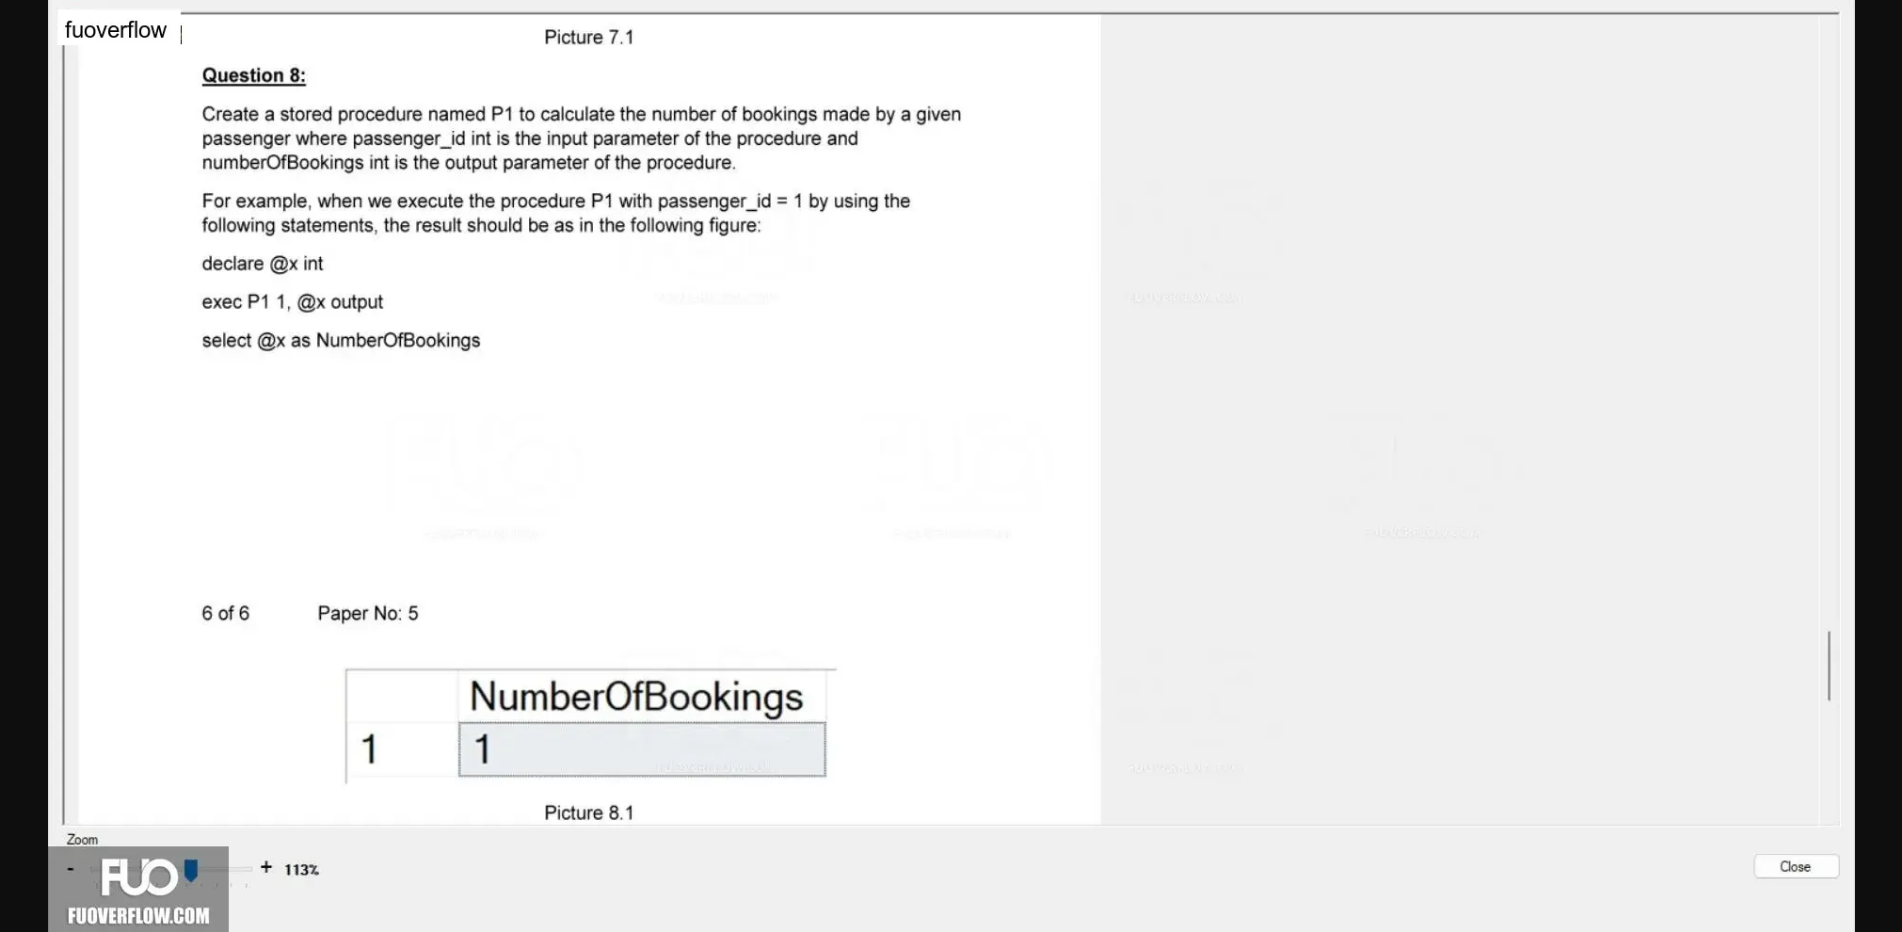 fuoverflow
Picture 7.1
Question 8:
Create a stored procedure named P1 to calculate the number of bookings made by a given
passenger where passenger_id int is the input parameter of the procedure and
numberOfBookings int is the output parameter of the procedure.
For example, when we execute the procedure P1 with passenger_id = 1 by using the
following statements, the result should be as in the following figure:
declare @x int
exec P1 1, @x output
select @x as NumberOfBookings
6 of 6 Paper No: 5
NumberOfBookings
1 1
Picture 8.1
Zoom
- + 113%
Close
FUO
FUOVERFLOW.COM